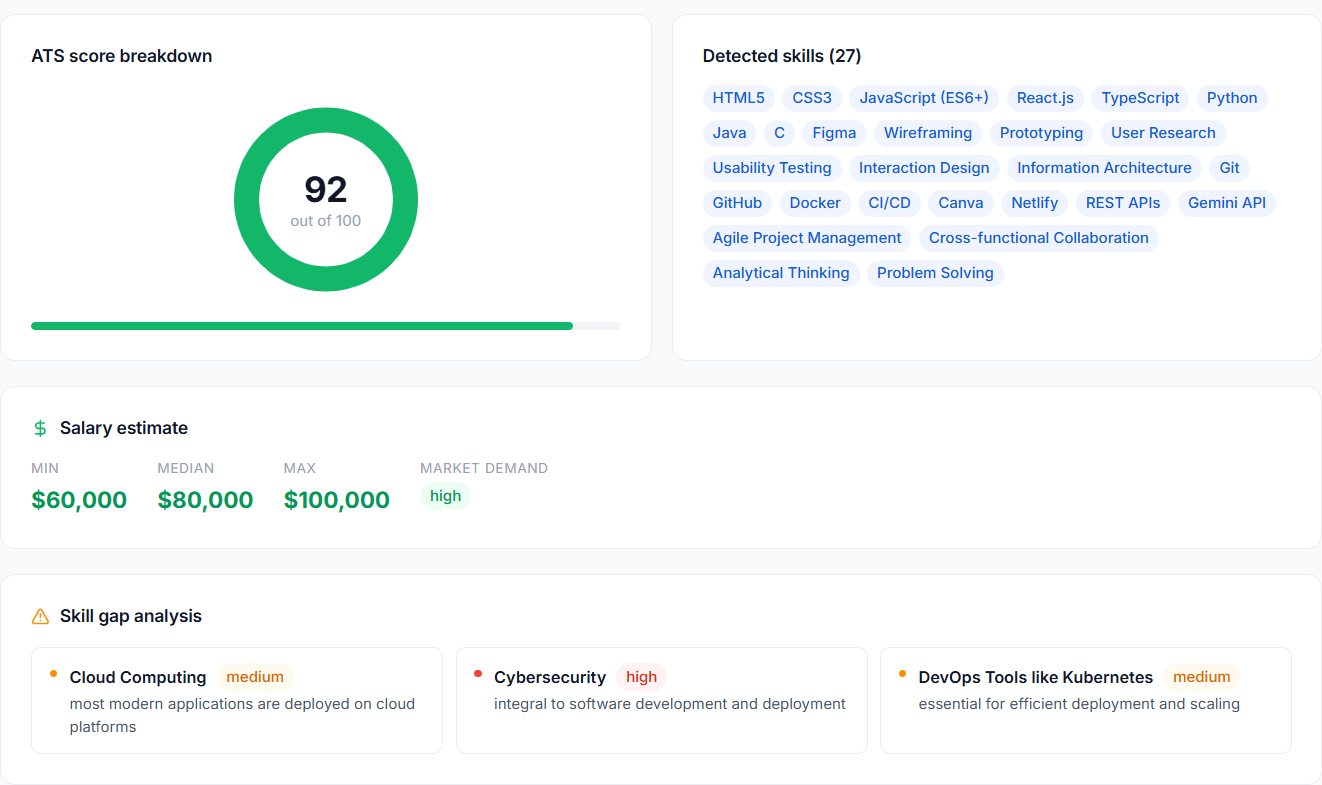 ATS score breakdown
92
out of 100
Detected skills (27)
HTML5 CSS3 JavaScript (ES6+) React.js TypeScript Python
Java C Figma Wireframing Prototyping User Research
Usability Testing Interaction Design Information Architecture Git
GitHub Docker CI/CD Canva Netlify REST APIs Gemini API
Agile Project Management Cross-functional Collaboration
Analytical Thinking Problem Solving
$ Salary estimate
MIN MEDIAN MAX MARKET DEMAND
$60,000 $80,000 $100,000 high
Skill gap analysis
Cloud Computing medium
most modern applications are deployed on cloud
platforms
Cybersecurity high
integral to software development and deployment
DevOps Tools like Kubernetes medium
essential for efficient deployment and scaling